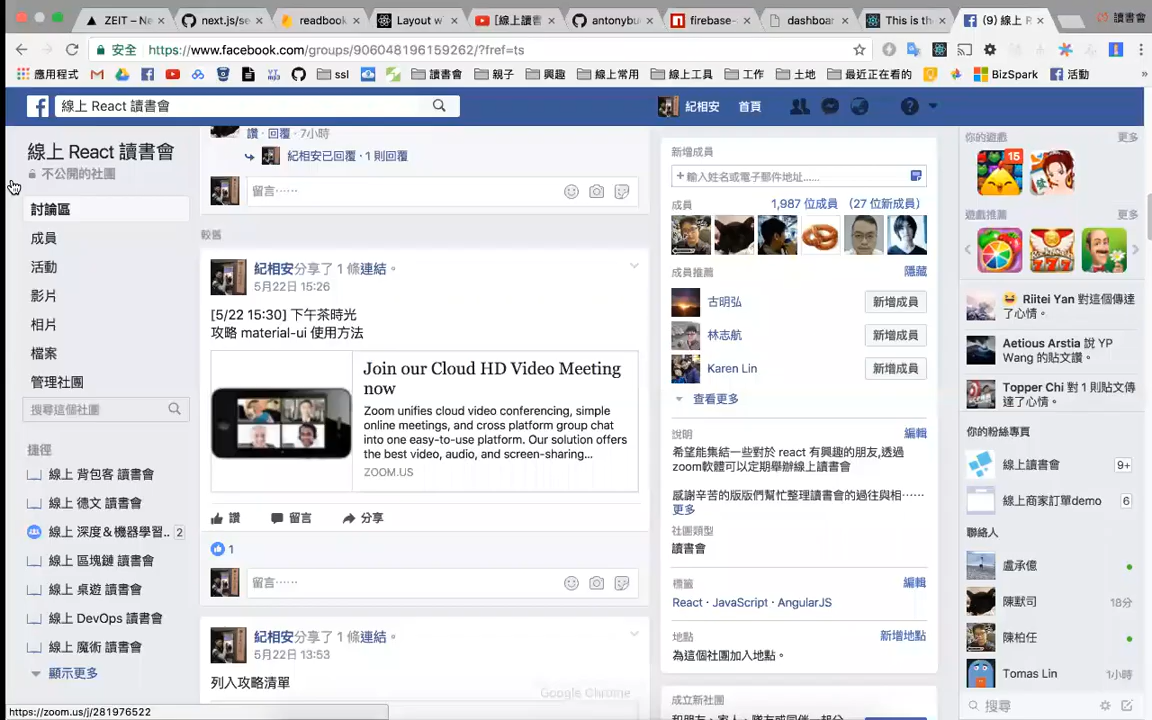 ZEIT – Ne
next.js/se
readbook
Layout w
[線上讀書
antonybu
firebase-
dashboar
This is the
(9) 線上 R
讀書會
安全
https://www.facebook.com/groups/906048196159262/?fref=ts
應用程式
ssl
讀書會
親子
興趣
線上常用
線上工具
工作
土地
最近正在看的
BizSpark
活動
»
線上 React 讀書會
紀相安
首頁
線上 React 讀書會
不公開的社團
討論區
成員
活動
影片
相片
檔案
管理社團
搜尋這個社團
捷徑
線上 背包客 讀書會
線上 德文 讀書會
線上 深度＆機器學習.. 2
線上 區塊鏈 讀書會
線上 桌遊 讀書會
線上 DevOps 讀書會
線上 魔術 讀書會
顯示更多
https://zoom.us/j/281976522
讚 · 回覆 · 7小時
紀相安已回覆 · 1 則回覆
留言……
較舊
紀相安分享了 1 條連結。
5月22日 15:26
[5/22 15:30] 下午茶時光
攻略 material-ui 使用方法
Join our Cloud HD Video Meeting
now
Zoom unifies cloud video conferencing, simple
online meetings, and cross platform group chat
into one easy-to-use platform. Our solution offers
the best video, audio, and screen-sharing...
ZOOM.US
讚 留言 分享
1
留言……
紀相安分享了 1 條連結。
5月22日 13:53
列入攻略清單
Google Chrome
新增成員
+ 輸入姓名或電子郵件地址......
成員 1,987 位成員 (27 位新成員)
成員推薦 隱藏
古明弘 新增成員
林志航 新增成員
Karen Lin 新增成員
查看更多
說明 編輯
希望能集結一些對於 react 有興趣的朋友,透過
zoom軟體可以定期舉辦線上讀書會
感謝辛苦的版版們幫忙整理讀書會的過往與相……
更多
社團類型
讀書會
標籤 編輯
React · JavaScript · AngularJS
地點 新增地點
為這個社團加入地點。
成立新社團
和朋友、家人、隊友或同伴一起部分
你的遊戲 更多
15
遊戲推薦 更多
Riitei Yan 對這個傳達
了心情。
Aetious Arstia 說 YP
Wang 的貼文讚。
Topper Chi 對 1 則貼文傳
達了心情。
你的粉絲專頁
線上讀書會 9+
線上商家訂單demo 6
聯絡人
盧承億
陳默司 18分
陳柏任
Tomas Lin 1小時
搜尋